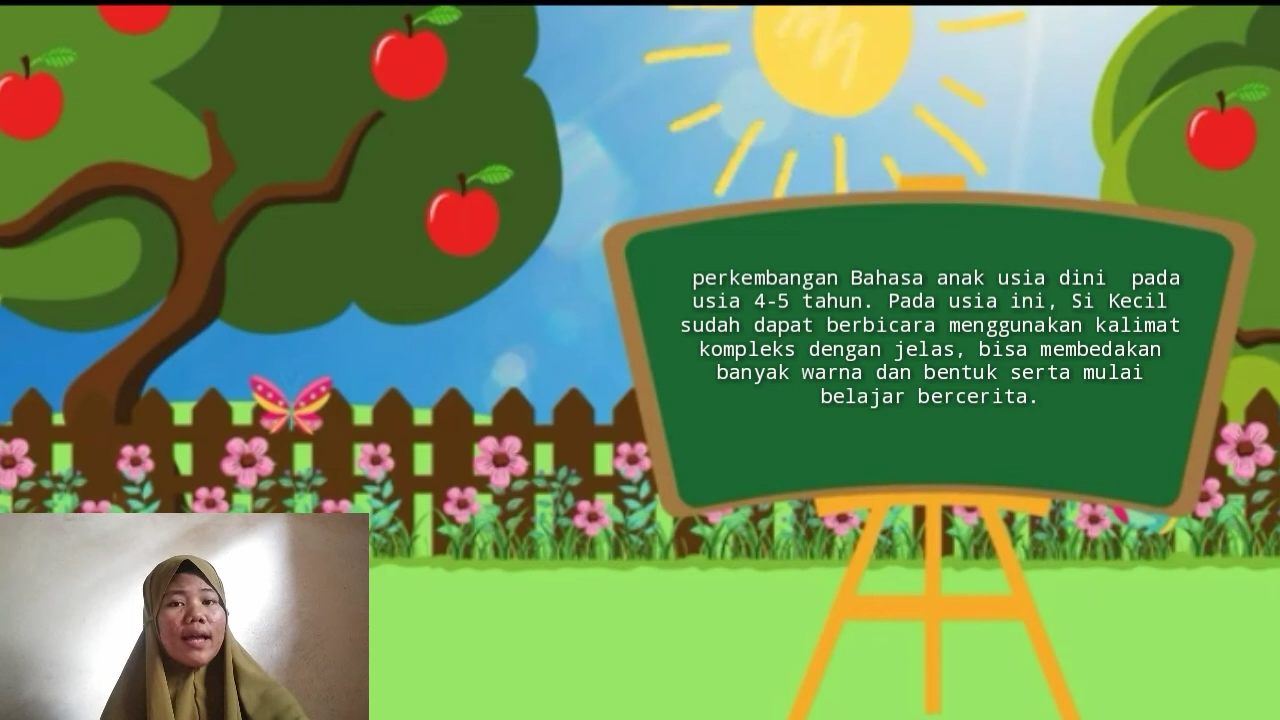 perkembangan Bahasa anak usia dini  pada
usia 4-5 tahun. Pada usia ini, Si Kecil
sudah dapat berbicara menggunakan kalimat
kompleks dengan jelas, bisa membedakan
banyak warna dan bentuk serta mulai
belajar bercerita.